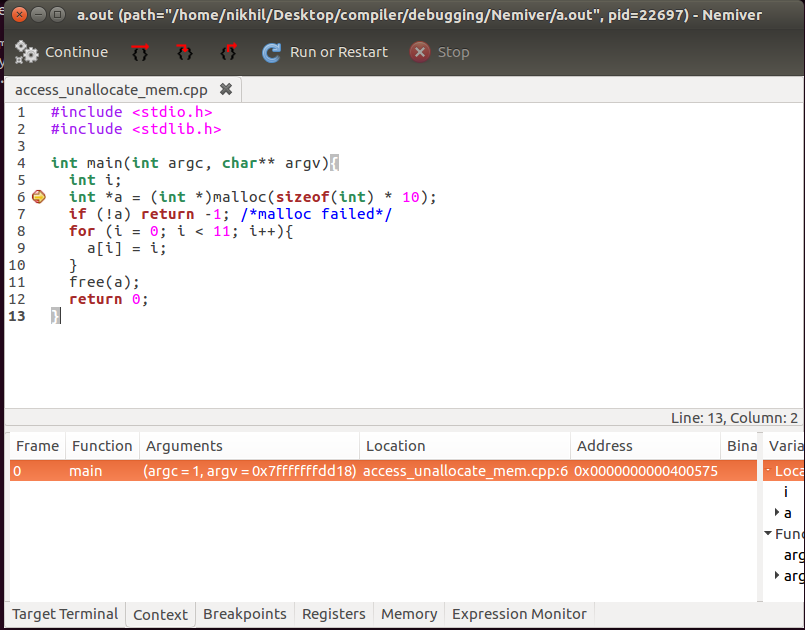 a.out (path="/home/nikhil/Desktop/compiler/debugging/Nemiver/a.out", pid=22697) - Nemiver
Continue Run or Restart Stop
access_unallocate_mem.cpp
1 #include <stdio.h>
2 #include <stdlib.h>
3
4 int main(int argc, char** argv){
5 int i;
6 int *a = (int *)malloc(sizeof(int) * 10);
7 if (!a) return -1; /*malloc failed*/
8 for (i = 0; i < 11; i++){
9 a[i] = i;
10 }
11 free(a);
12 return 0;
13 }
Line: 13, Column: 2
Frame Function Arguments Location Address Bina Varia
0 main (argc = 1, argv = 0x7fffffffdd18) access_unallocate_mem.cpp:6 0x0000000000400575 Loca
i
a
Func
arg
arg
Target Terminal Context Breakpoints Registers Memory Expression Monitor